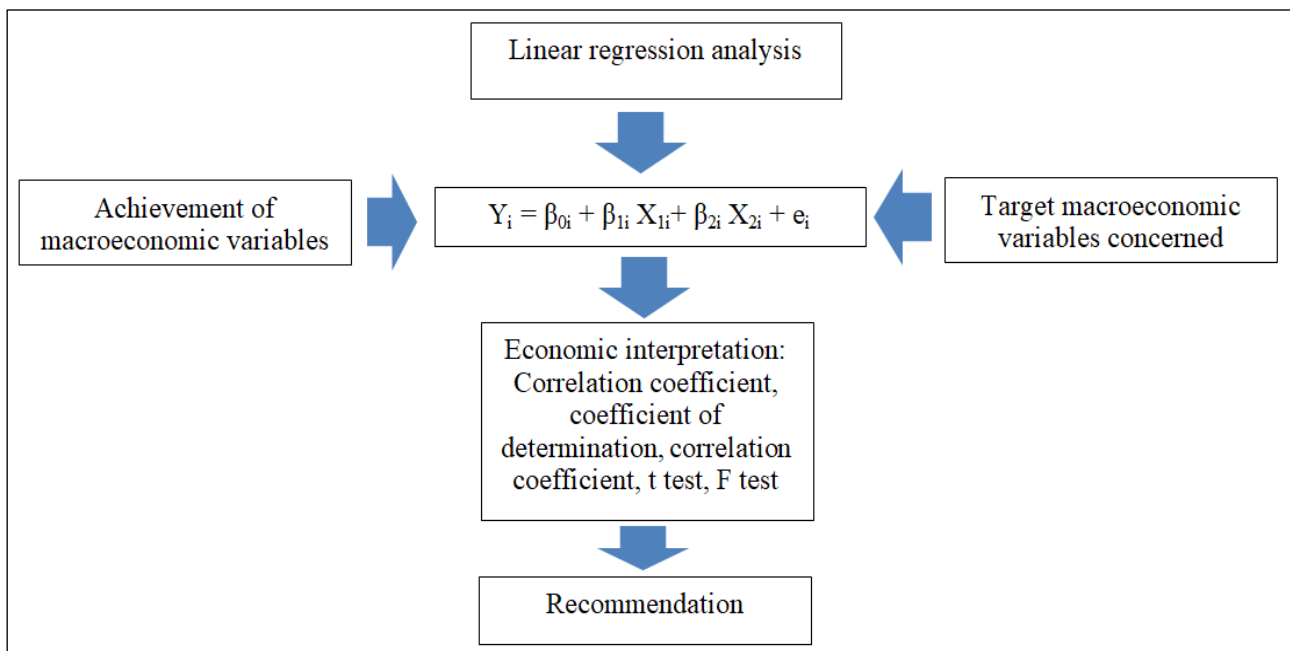 Linear regression analysis
Achievement of
macroeconomic variables
Yᵢ = β₀ᵢ + β₁ᵢ X₁ᵢ+ β₂ᵢ X₂ᵢ + eᵢ
Target macroeconomic
variables concerned
Economic interpretation:
Correlation coefficient,
coefficient of
determination, correlation
coefficient, t test, F test
Recommendation